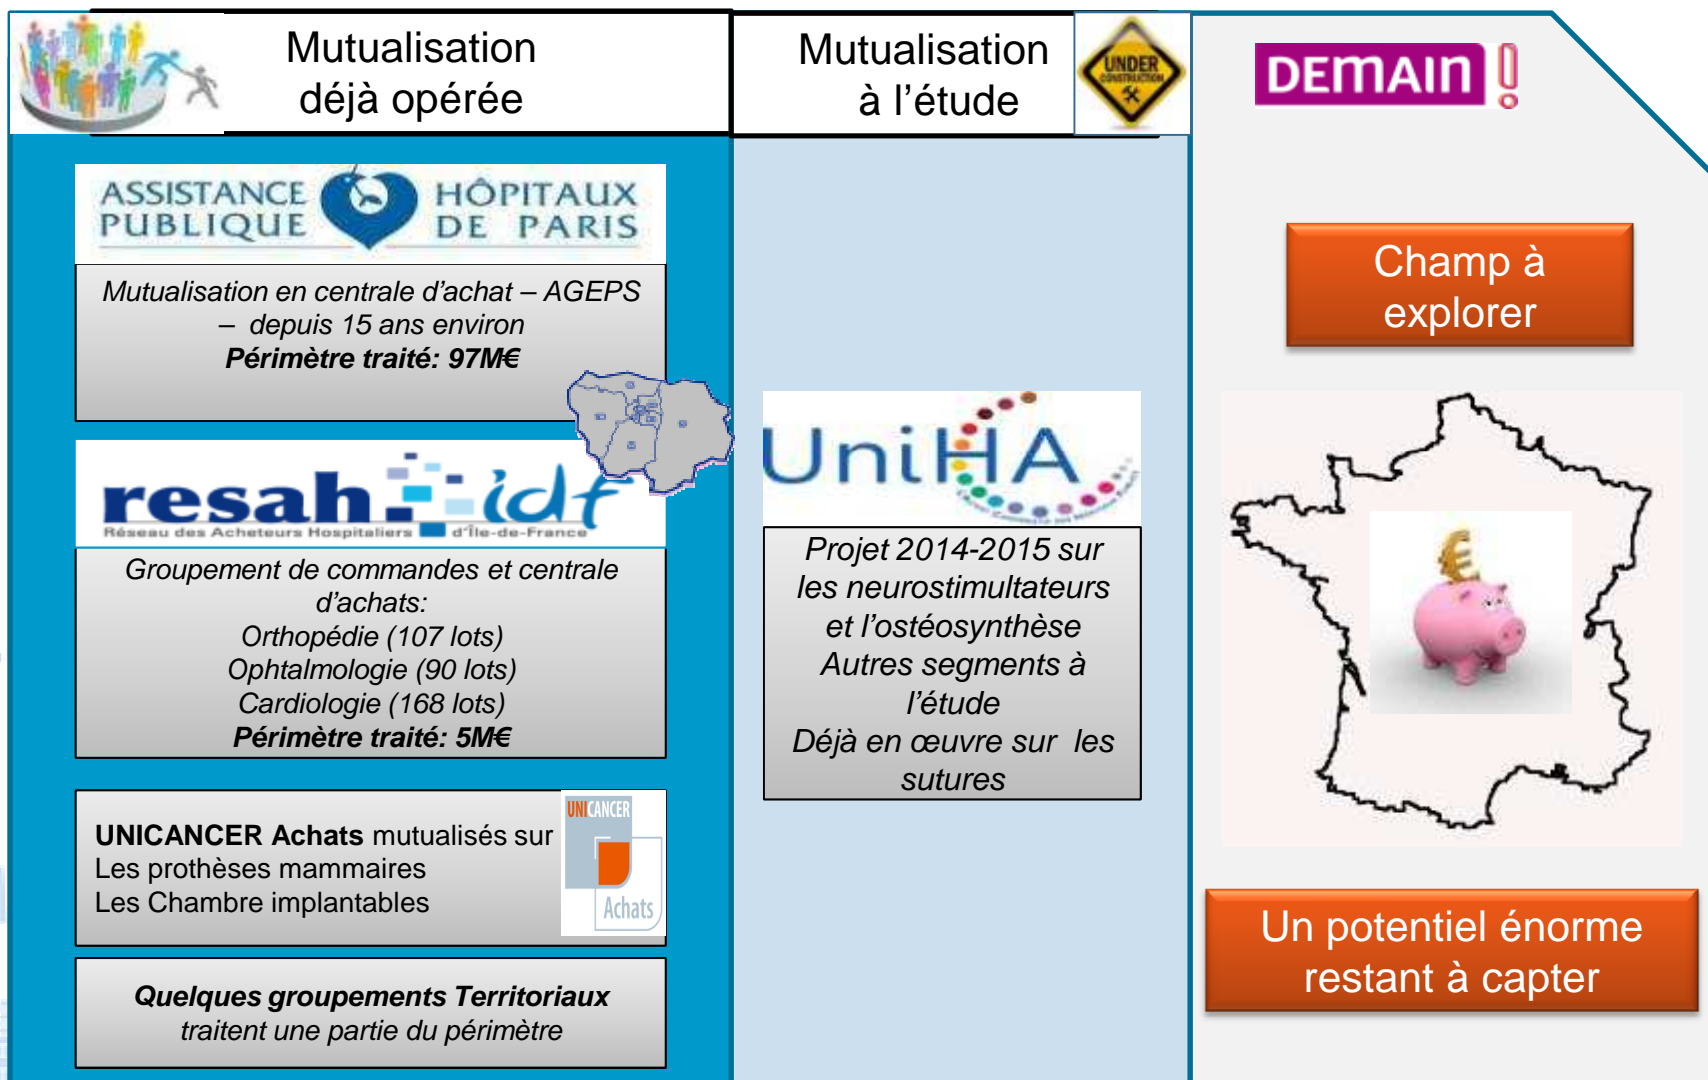 Mutualisation
déjà opérée
ASSISTANCE HÔPITAUX
PUBLIQUE DE PARIS
Mutualisation en centrale d'achat – AGEPS
– depuis 15 ans environ
Périmètre traité: 97M€
resah idf
Réseau des Acheteurs Hospitaliers d'Île-de-France
Groupement de commandes et centrale
d'achats:
Orthopédie (107 lots)
Ophtalmologie (90 lots)
Cardiologie (168 lots)
Périmètre traité: 5M€
UNICANCER Achats mutualisés sur
Les prothèses mammaires
Les Chambre implantables
UNICANCER
Achats
Quelques groupements Territoriaux
traitent une partie du périmètre
Mutualisation
à l'étude
UNDER
CONSTRUCTION
UniHA
Projet 2014-2015 sur
les neurostimultateurs
et l'ostéosynthèse
Autres segments à
l'étude
Déjà en œuvre sur les
sutures
DEMAIN !
Champ à
explorer
€
Un potentiel énorme
restant à capter